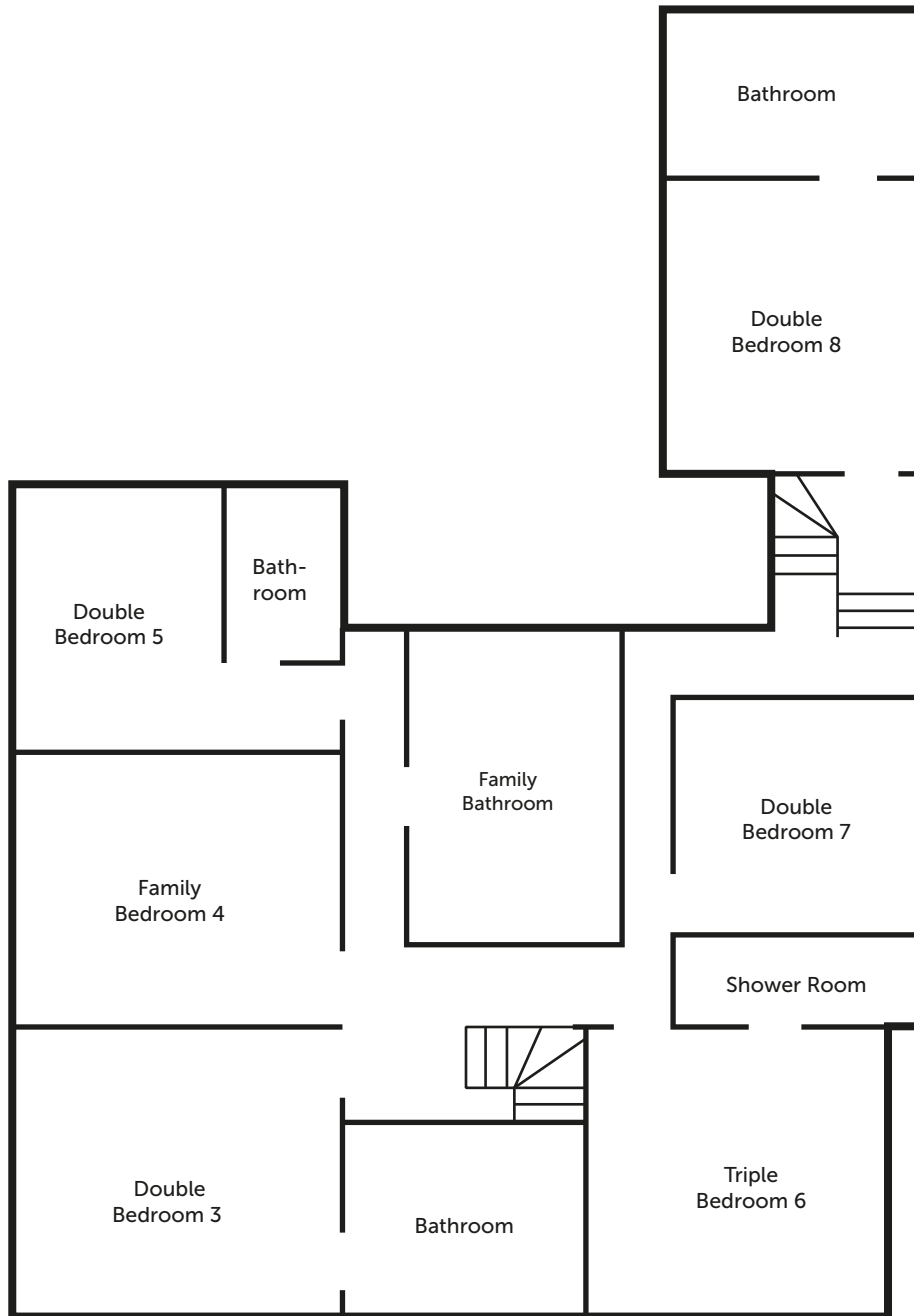 Bathroom
Double
Bedroom 8
Bath-
room
Double
Bedroom 5
Family
Bathroom
Double
Bedroom 7
Family
Bedroom 4
Shower Room
Double
Bedroom 3
Bathroom
Triple
Bedroom 6